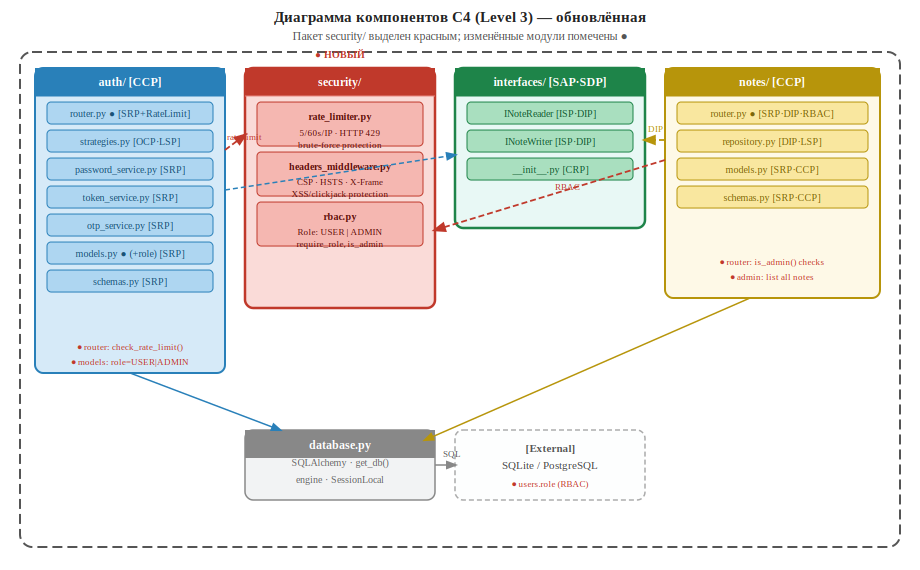 Диаграмма компонентов C4 (Level 3) — обновлённая
Пакет security/ выделен красным; изменённые модули помечены ●
● НОВЫЙ
auth/ [CCP]
router.py ● [SRP+RateLimit]
strategies.py [OCP·LSP]
password_service.py [SRP]
token_service.py [SRP]
otp_service.py [SRP]
models.py ● (+role) [SRP]
schemas.py [SRP]
● router: check_rate_limit()
● models: role=USER|ADMIN
rate limit
security/
rate_limiter.py
5/60s/IP · HTTP 429
brute-force protection
headers_middleware.py
CSP · HSTS · X-Frame
XSS/clickjack protection
rbac.py
Role: USER | ADMIN
require_role, is_admin
interfaces/ [SAP·SDP]
INoteReader [ISP·DIP]
INoteWriter [ISP·DIP]
__init__.py [CRP]
RBAC
DIP
notes/ [CCP]
router.py ● [SRP·DIP·RBAC]
repository.py [DIP·LSP]
models.py [SRP·CCP]
schemas.py [SRP·CCP]
● router: is_admin() checks
● admin: list all notes
database.py
SQLAlchemy · get_db()
engine · SessionLocal
SQL
[External]
SQLite / PostgreSQL
● users.role (RBAC)